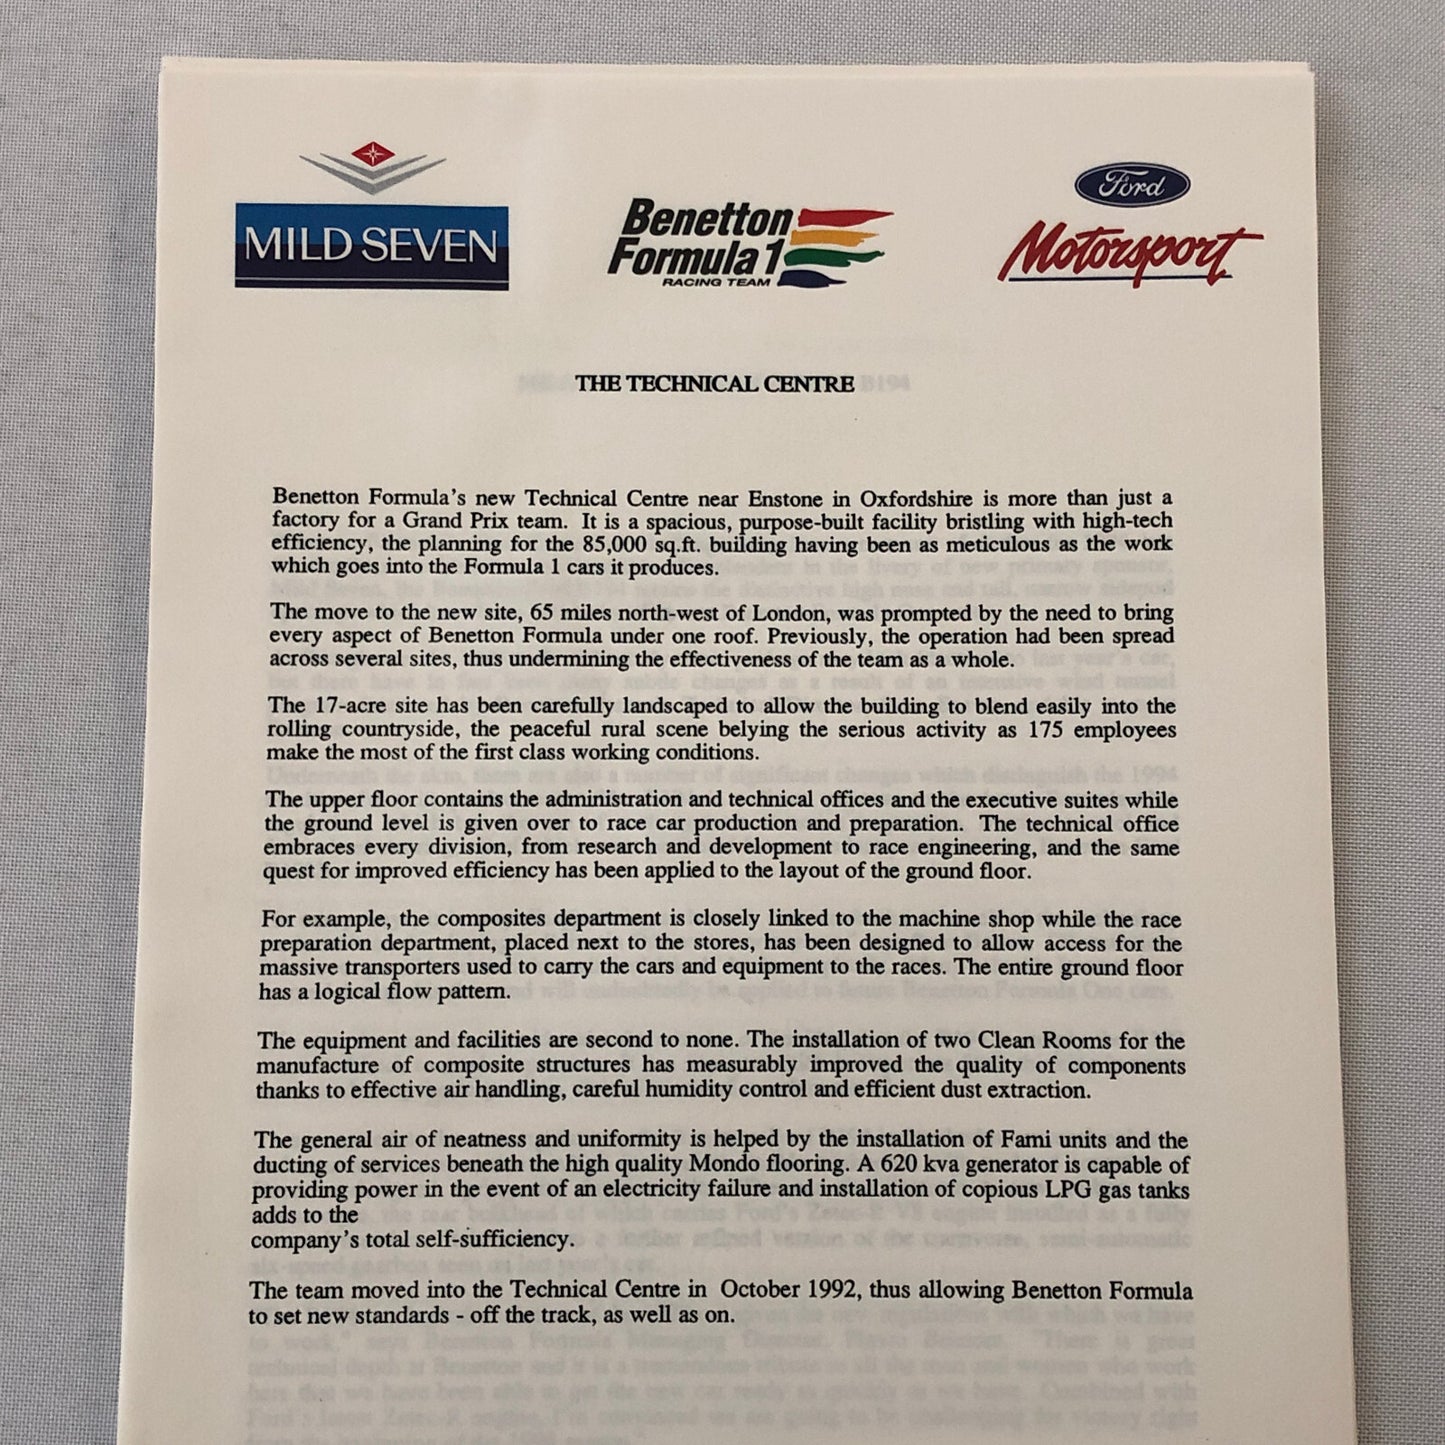 MILD SEVEN
Benetton
Formula 1
RACING TEAM
Ford
Motorsport
THE TECHNICAL CENTRE
B194
Benetton Formula's new Technical Centre near Enstone in Oxfordshire is more than just a
factory for a Grand Prix team. It is a spacious, purpose-built facility bristling with high-tech
efficiency, the planning for the 85,000 sq.ft. building having been as meticulous as the work
which goes into the Formula 1 cars it produces.
The move to the new site, 65 miles north-west of London, was prompted by the need to bring
every aspect of Benetton Formula under one roof. Previously, the operation had been spread
across several sites, thus undermining the effectiveness of the team as a whole.
The 17-acre site has been carefully landscaped to allow the building to blend easily into the
rolling countryside, the peaceful rural scene belying the serious activity as 175 employees
make the most of the first class working conditions.
The upper floor contains the administration and technical offices and the executive suites while
the ground level is given over to race car production and preparation. The technical office
embraces every division, from research and development to race engineering, and the same
quest for improved efficiency has been applied to the layout of the ground floor.
For example, the composites department is closely linked to the machine shop while the race
preparation department, placed next to the stores, has been designed to allow access for the
massive transporters used to carry the cars and equipment to the races. The entire ground floor
has a logical flow pattern.
The equipment and facilities are second to none. The installation of two Clean Rooms for the
manufacture of composite structures has measurably improved the quality of components
thanks to effective air handling, careful humidity control and efficient dust extraction.
The general air of neatness and uniformity is helped by the installation of Fami units and the
ducting of services beneath the high quality Mondo flooring. A 620 kva generator is capable of
providing power in the event of an electricity failure and installation of copious LPG gas tanks
adds to the
company's total self-sufficiency.
The team moved into the Technical Centre in October 1992, thus allowing Benetton Formula
to set new standards - off the track, as well as on.